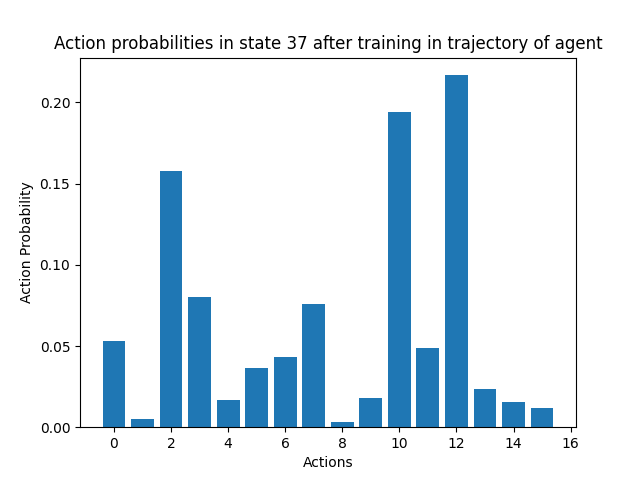 Action probabilities in state 37 after training in trajectory of agent
0.20
0.15
0.10
0.05
0.00
Action Probability
0 2 4 6 8 10 12 14 16
Actions